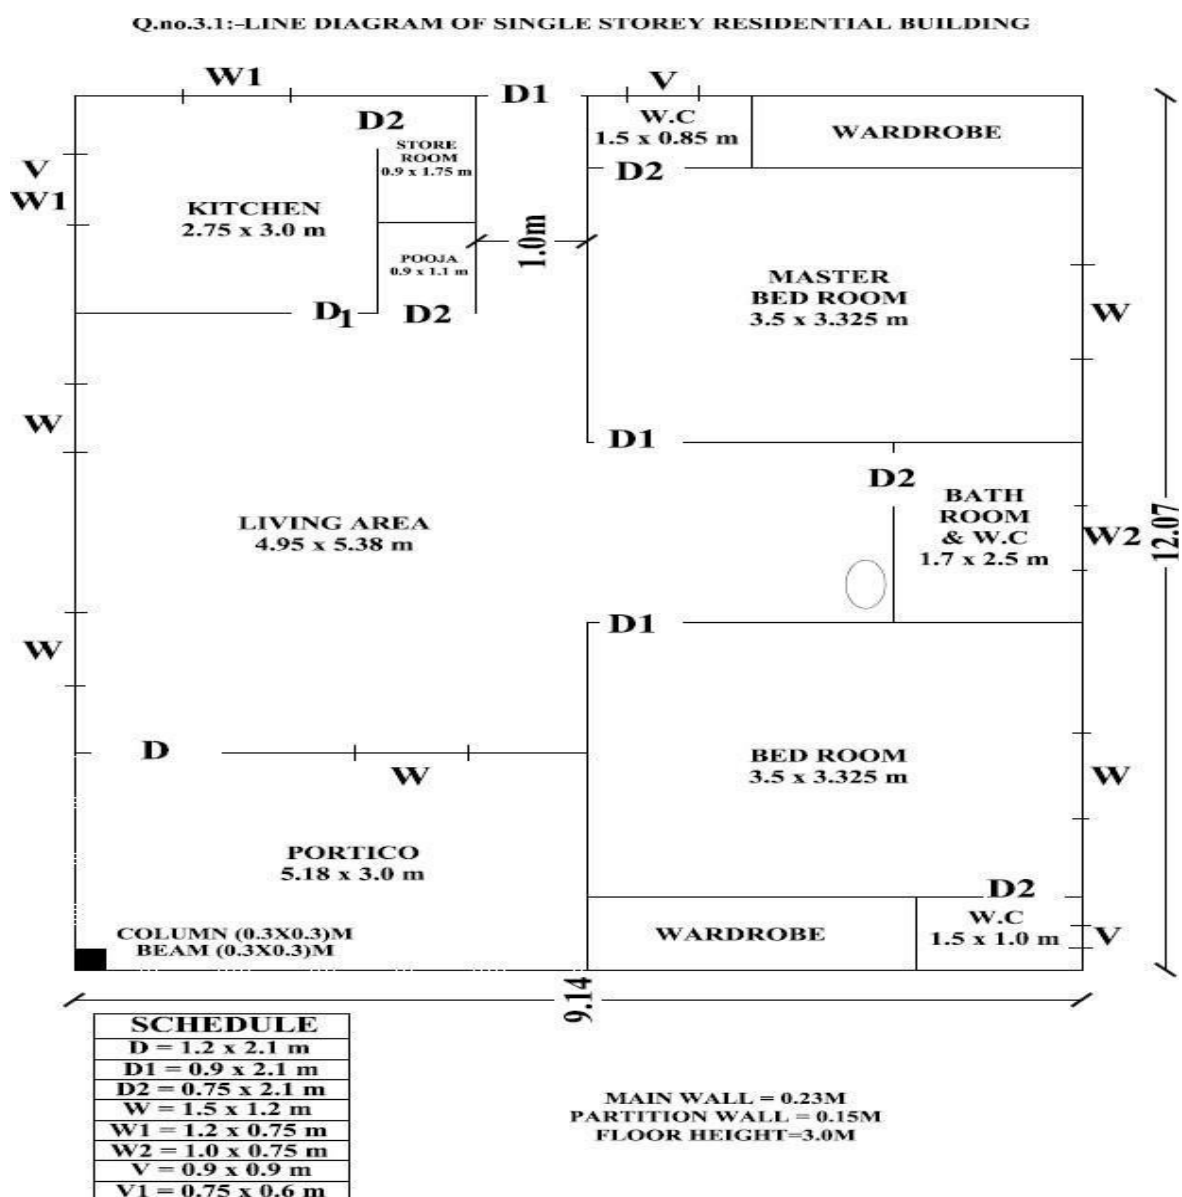 Q.no.3.1:-LINE DIAGRAM OF SINGLE STOREY RESIDENTIAL BUILDING
W1
D1
V
D2
STORE
ROOM
0.9 x 1.75 m
W.C
1.5 x 0.85 m
WARDROBE
V
W1
D2
KITCHEN
2.75 x 3.0 m
1.0m
POOJA
0.9 x 1.1 m
MASTER
BED ROOM
3.5 x 3.325 m
D1
D2
W
W
D1
D2
BATH
ROOM
& W.C
1.7 x 2.5 m
W2
12.07
LIVING AREA
4.95 x 5.38 m
D1
W
D
W
BED ROOM
3.5 x 3.325 m
W
PORTICO
5.18 x 3.0 m
D2
COLUMN (0.3X0.3)M
BEAM (0.3X0.3)M
WARDROBE
W.C
1.5 x 1.0 m
V
9.14
SCHEDULE
D = 1.2 x 2.1 m
D1 = 0.9 x 2.1 m
D2 = 0.75 x 2.1 m
W = 1.5 x 1.2 m
W1 = 1.2 x 0.75 m
W2 = 1.0 x 0.75 m
V = 0.9 x 0.9 m
V1 = 0.75 x 0.6 m
MAIN WALL = 0.23M
PARTITION WALL = 0.15M
FLOOR HEIGHT=3.0M